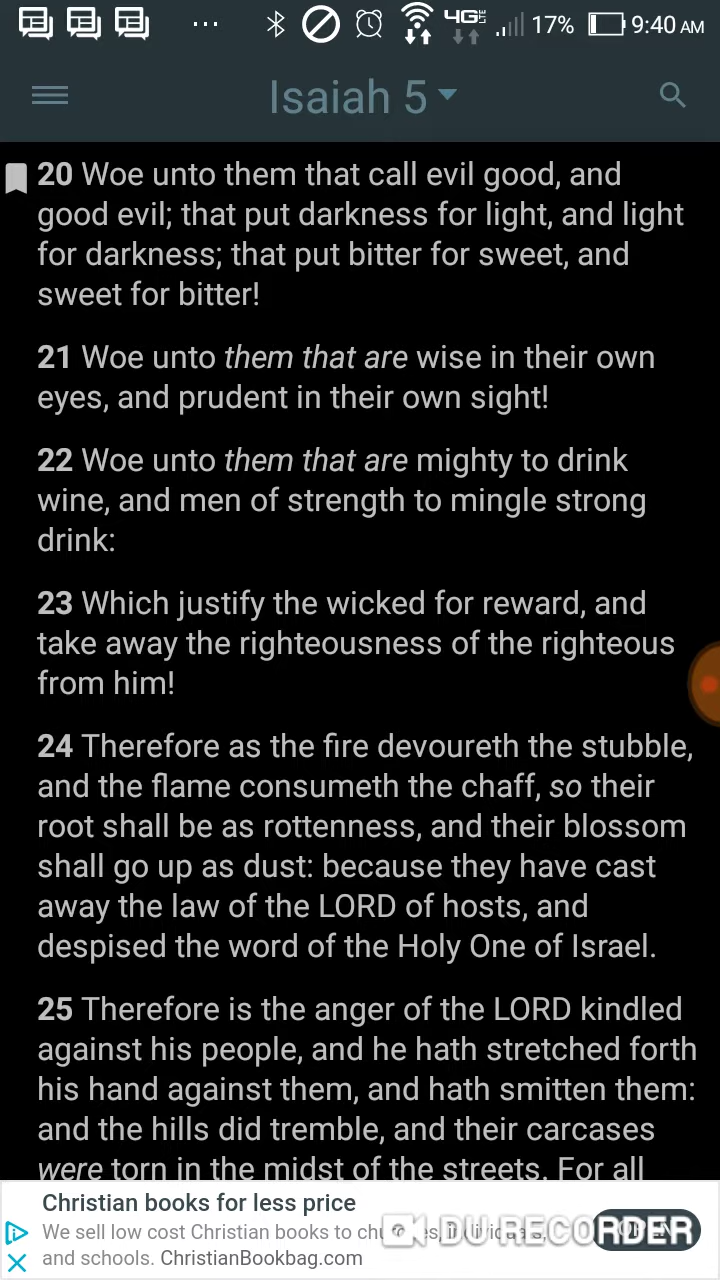 4G LTE 17% 9:40 AM
Isaiah 5
20 Woe unto them that call evil good, and
good evil; that put darkness for light, and light
for darkness; that put bitter for sweet, and
sweet for bitter!
21 Woe unto them that are wise in their own
eyes, and prudent in their own sight!
22 Woe unto them that are mighty to drink
wine, and men of strength to mingle strong
drink:
23 Which justify the wicked for reward, and
take away the righteousness of the righteous
from him!
24 Therefore as the fire devoureth the stubble,
and the flame consumeth the chaff, so their
root shall be as rottenness, and their blossom
shall go up as dust: because they have cast
away the law of the LORD of hosts, and
despised the word of the Holy One of Israel.
25 Therefore is the anger of the LORD kindled
against his people, and he hath stretched forth
his hand against them, and hath smitten them:
and the hills did tremble, and their carcases
were torn in the midst of the streets. For all
Christian books for less price
We sell low cost Christian books to
DU RECORDER
and schools. ChristianBookbag.com